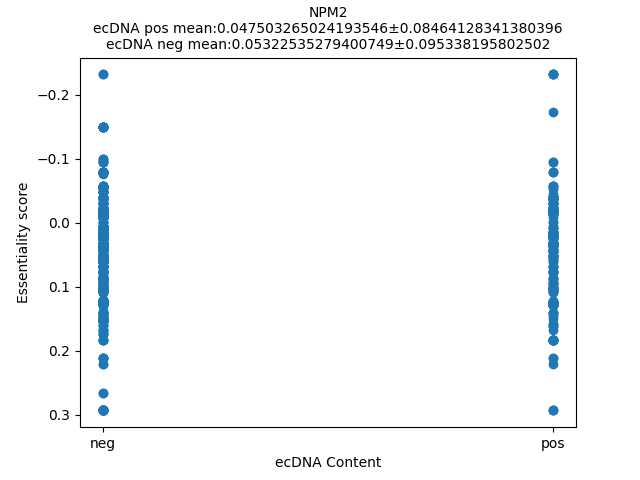 NPM2
ecDNA pos mean:0.047503265024193546±0.08464128341380396
ecDNA neg mean:0.05322535279400749±0.095338195802502
−0.2
−0.1
0.0
0.1
0.2
0.3
Essentiality score
neg
pos
ecDNA Content